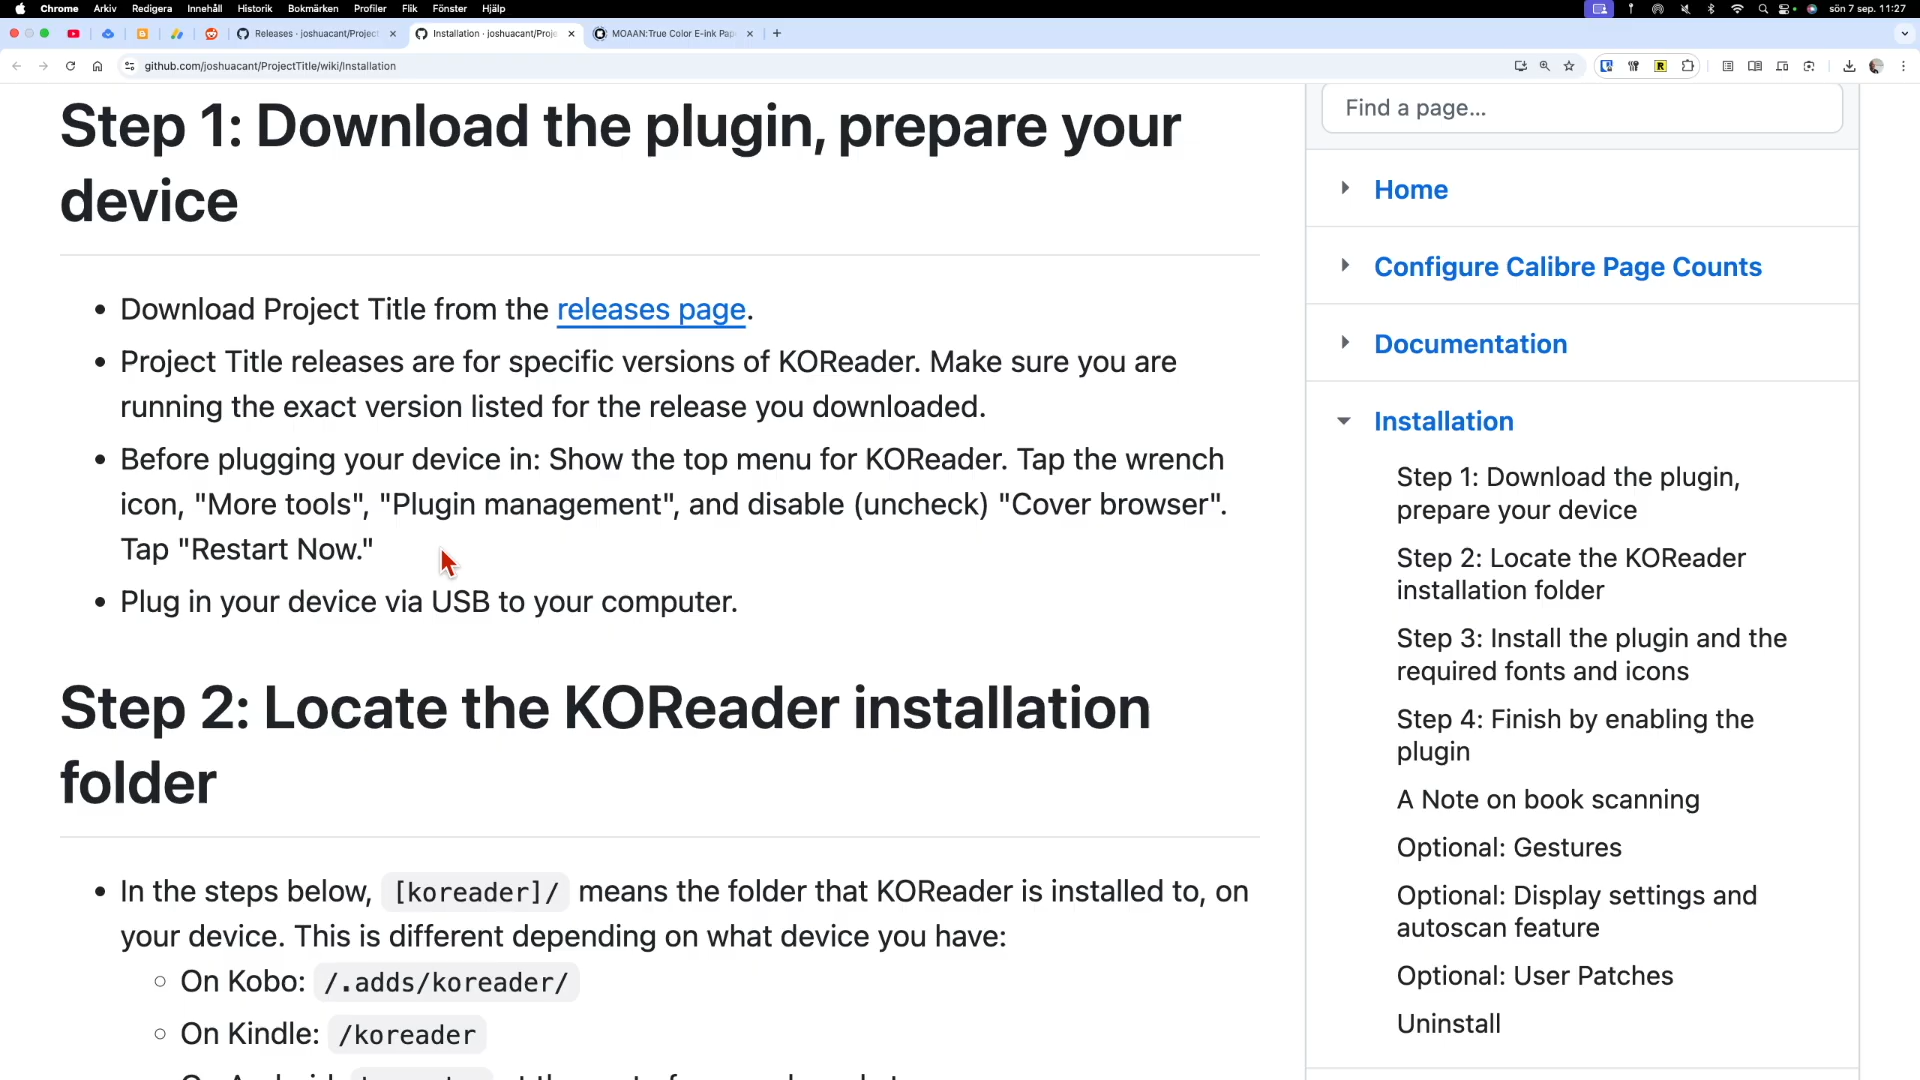 Chrome Arkiv Redigera Innehåll Historik Bokmärken Profiler Flik Fönster Hjälp sön 7 sep. 11:27
Releases · joshuacant/Project
Installation · joshuacant/Proje
MOAAN:True Color E-ink Pap
github.com/joshuacant/ProjectTitle/wiki/Installation
Step 1: Download the plugin, prepare your
device
Download Project Title from the releases page.
Project Title releases are for specific versions of KOReader. Make sure you are
running the exact version listed for the release you downloaded.
Before plugging your device in: Show the top menu for KOReader. Tap the wrench
icon, "More tools", "Plugin management", and disable (uncheck) "Cover browser".
Tap "Restart Now."
Plug in your device via USB to your computer.
Step 2: Locate the KOReader installation
folder
In the steps below, [koreader]/ means the folder that KOReader is installed to, on
your device. This is different depending on what device you have:
On Kobo: /.adds/koreader/
On Kindle: /koreader
Find a page...
Home
Configure Calibre Page Counts
Documentation
Installation
Step 1: Download the plugin,
prepare your device
Step 2: Locate the KOReader
installation folder
Step 3: Install the plugin and the
required fonts and icons
Step 4: Finish by enabling the
plugin
A Note on book scanning
Optional: Gestures
Optional: Display settings and
autoscan feature
Optional: User Patches
Uninstall